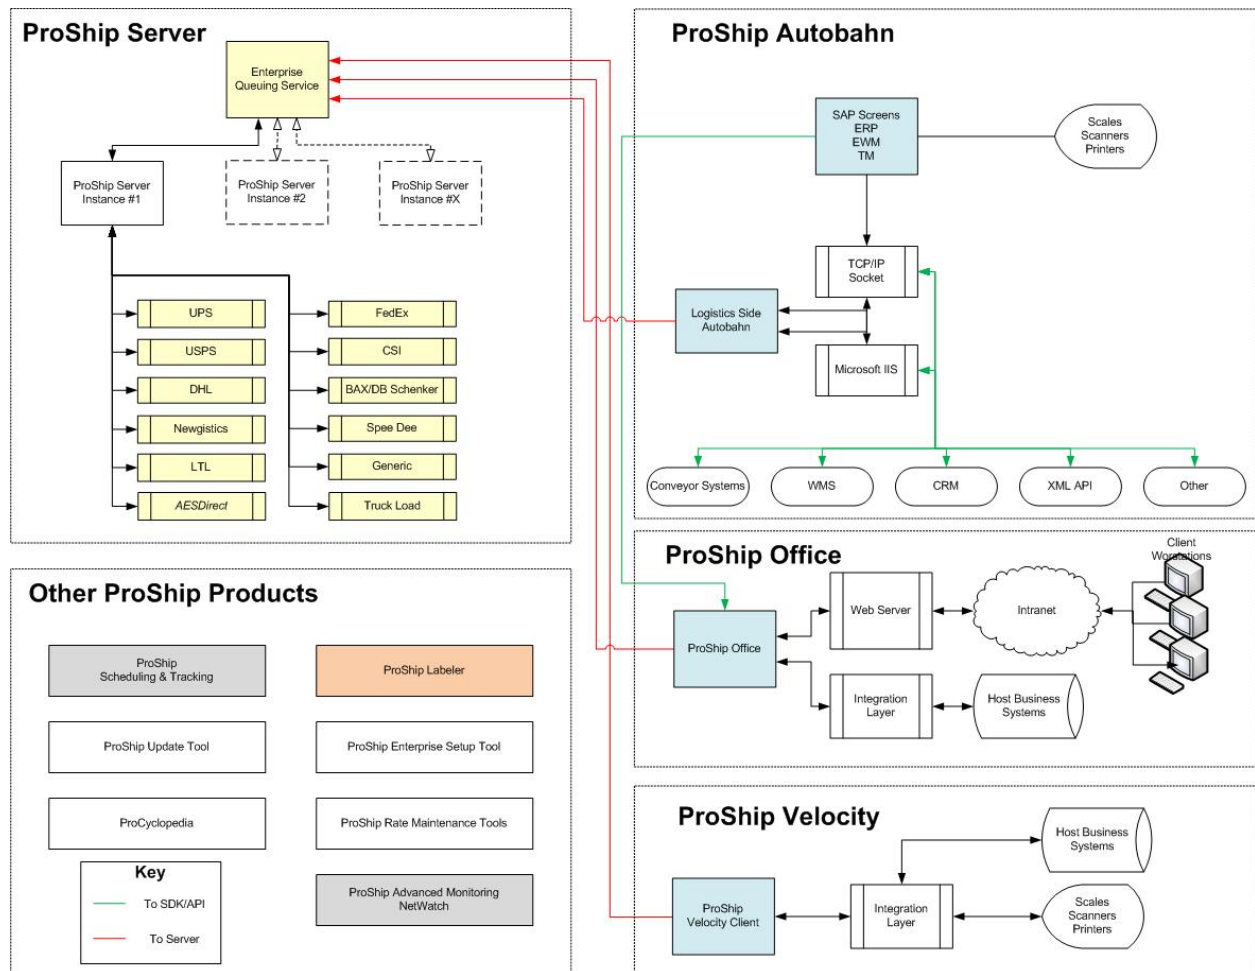 ProShip Server
Enterprise
Queuing Service
ProShip Server
Instance #1
ProShip Server
Instance #2
ProShip Server
Instance #X
UPS
FedEx
USPS
CSI
DHL
BAX/DB Schenker
Newgistics
Spee Dee
LTL
Generic
AESDirect
Truck Load
Other ProShip Products
ProShip
Scheduling & Tracking
ProShip Labeler
ProShip Update Tool
ProShip Enterprise Setup Tool
ProCyclopedia
ProShip Rate Maintenance Tools
ProShip Advanced Monitoring
NetWatch
Key
To SDK/API
To Server
ProShip Autobahn
SAP Screens
ERP
EWM
TM
Scales
Scanners
Printers
TCP/IP
Socket
Logistics Side
Autobahn
Microsoft IIS
Conveyor Systems
WMS
CRM
XML API
Other
ProShip Office
Client
Worstations
Web Server
Intranet
ProShip Office
Integration
Layer
Host Business
Systems
ProShip Velocity
Host Business
Systems
ProShip
Velocity Client
Integration
Layer
Scales
Scanners
Printers